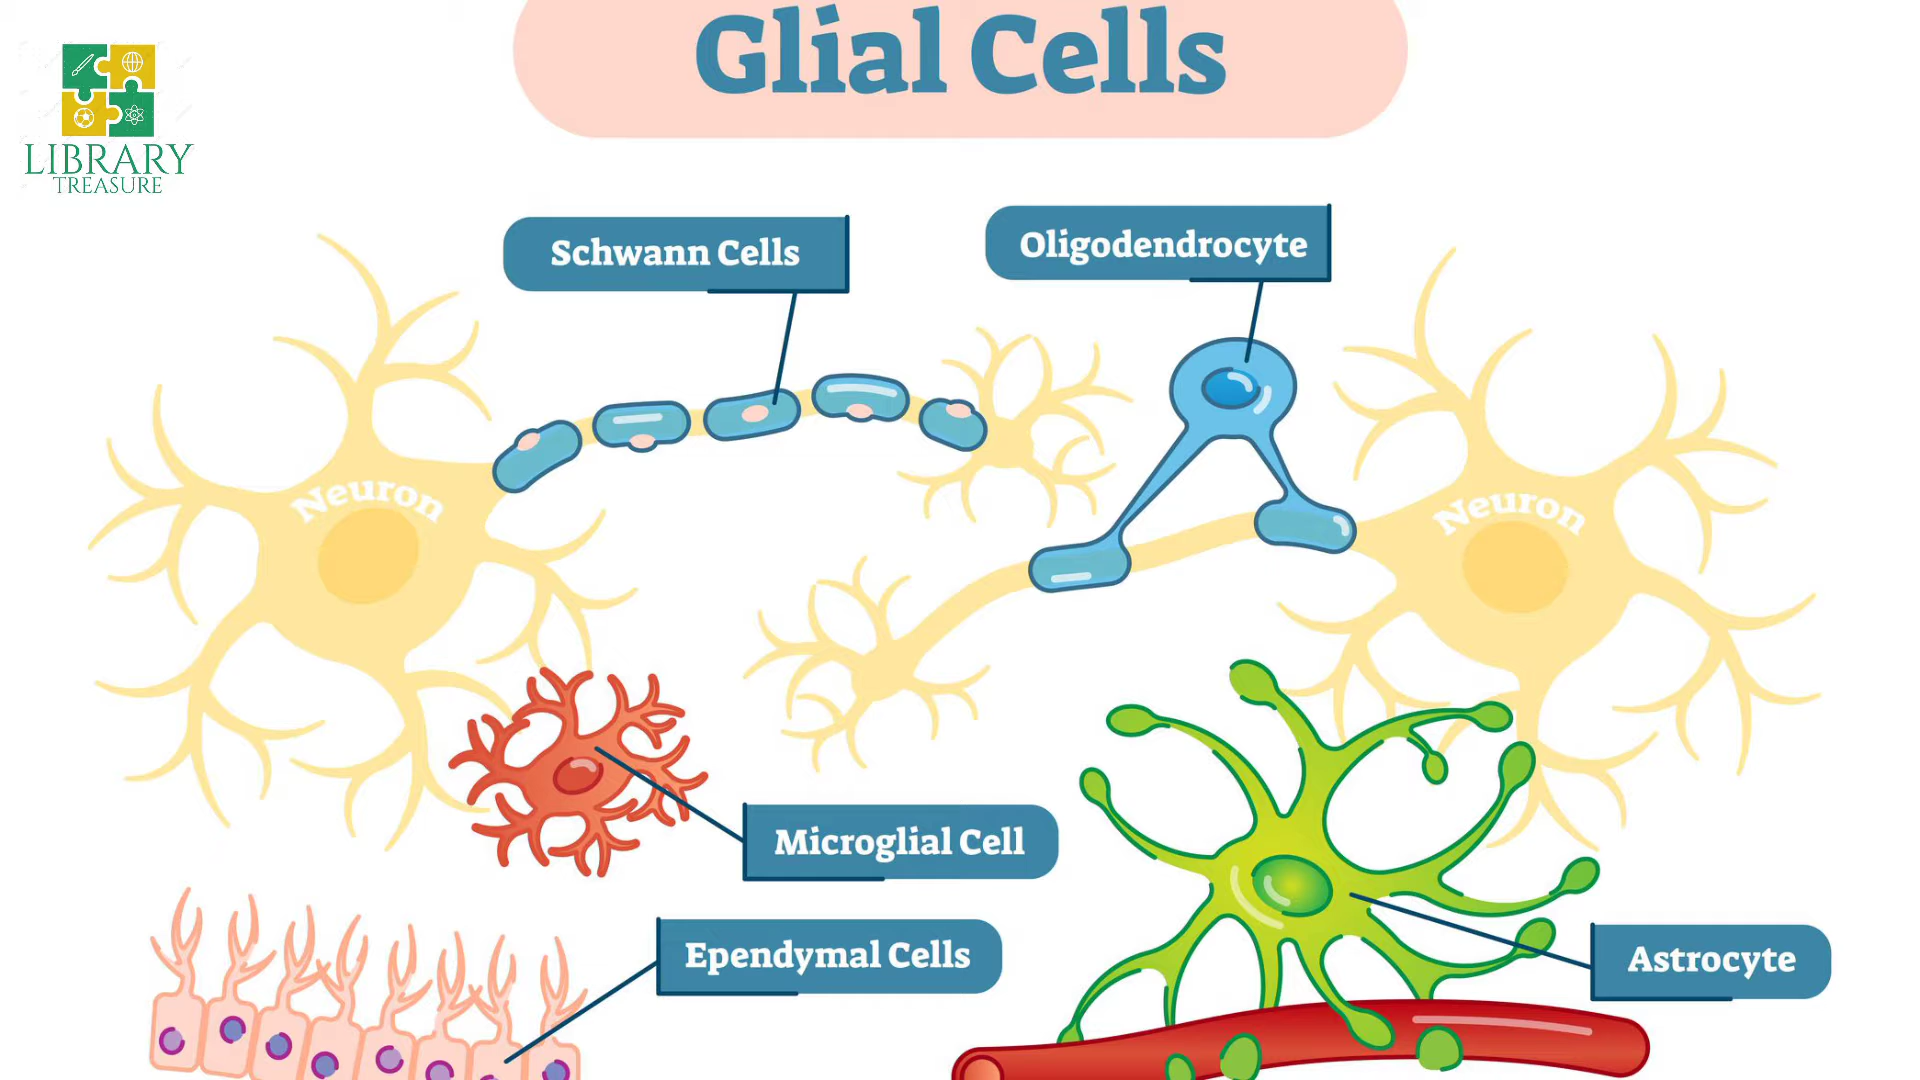 Glial Cells
LIBRARY
TREASURE
Schwann Cells
Oligodendrocyte
Neuron
Neuron
Microglial Cell
Ependymal Cells
Astrocyte